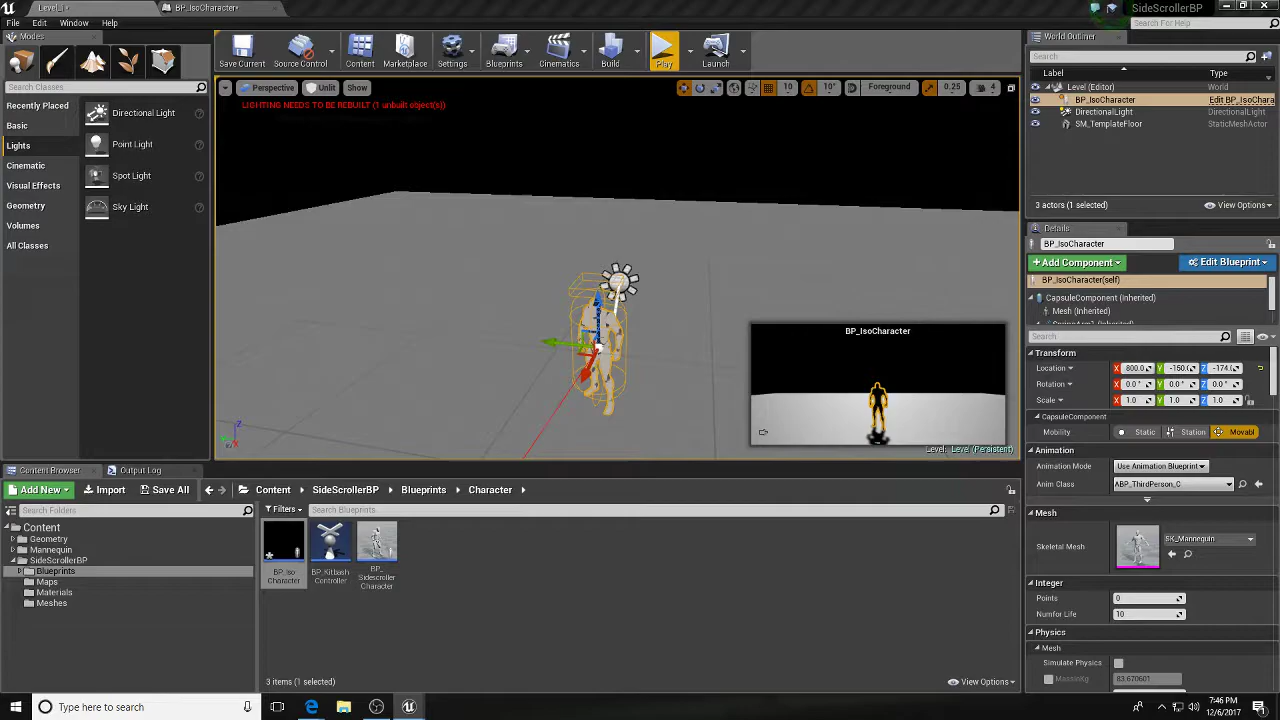 Level_i*
BP_IsoCharacter*
SideScrollerBP
File Edit Window Help
Search For Help
Modes
Save Current
Source Control
Content
Marketplace
Settings
Blueprints
Cinematics
Build
Play
Launch
World Outliner
Search Classes
Search
Recently Placed
Basic
Lights
Cinematic
Visual Effects
Geometry
Volumes
All Classes
Directional Light
Point Light
Spot Light
Sky Light
Perspective
Unlit
Show
10
10°
Foreground
0.25
4
LIGHTING NEEDS TO BE REBUILT (1 unbuilt object(s))
Label Type
Level (Editor) World
BP_IsoCharacter Edit BP_IsoChara
DirectionalLight DirectionalLight
SM_TemplateFloor StaticMeshActor
3 actors (1 selected)
View Options
Details
BP_IsoCharacter
+Add Component
Edit Blueprint
BP_IsoCharacter(self)
CapsuleComponent (Inherited)
Mesh (Inherited)
Search
Transform
Location X 800.0 Y -150.( Z -174.(
Rotation X 0.0° Y 0.0° Z 0.0°
Scale X 1.0 Y 1.0 Z 1.0
CapsuleComponent
Mobility Static Station Movabl
Animation
Animation Mode Use Animation Blueprint
Anim Class ABP_ThirdPerson_C
Mesh
Skeletal Mesh SK_Mannequin
Integer
Points 0
Numfor Life 10
Physics
Mesh
Simulate Physics
MassInKg 83.670601
BP_IsoCharacter
Level: Level (Persistent)
Content Browser
Output Log
Add New
Import
Save All
Content
SideScrollerBP
Blueprints
Character
Search Folders
Filters
Search Blueprints
Content
Geometry
Mannequin
SideScrollerBP
Blueprints
Maps
Materials
Meshes
BP_Iso
Character
BP_Kitbash
Controller
BP_
Sidescroller
Character
3 items (1 selected)
View Options
Type here to search
7:46 PM
12/6/2017